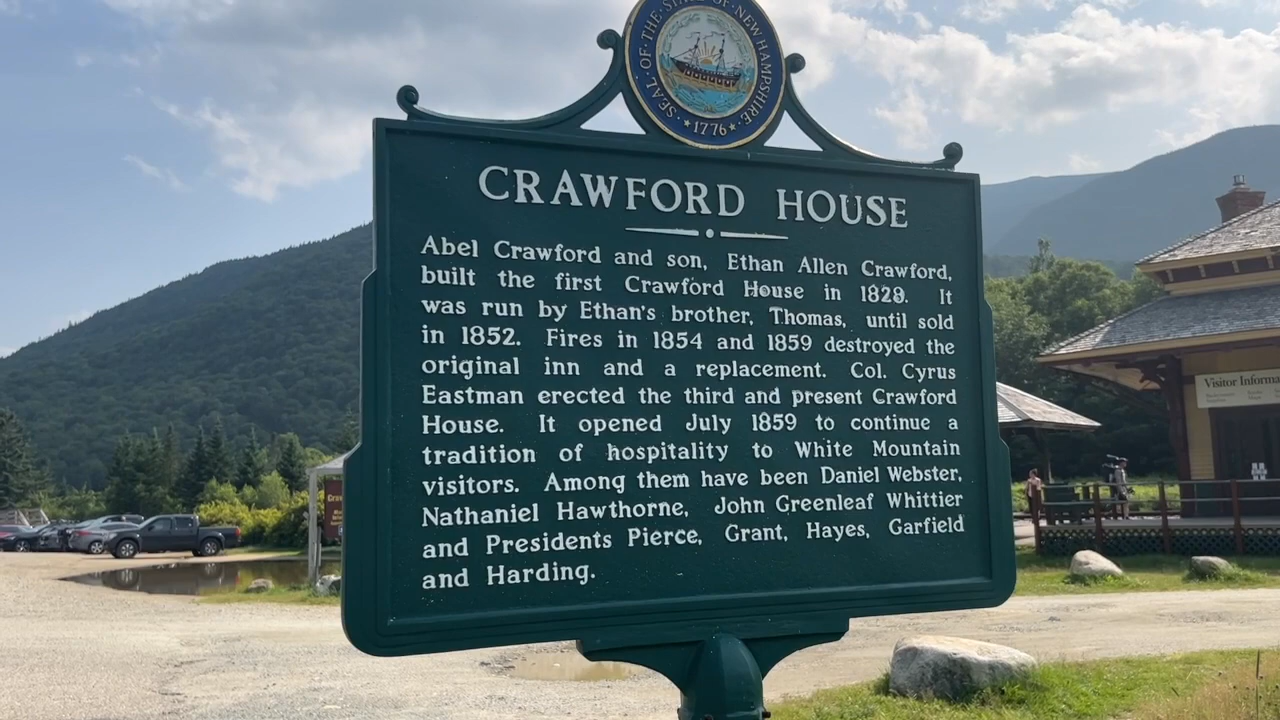 SEAL · OF · THE · STATE · OF · NEW HAMPSHIRE
★ 1776 ★
CRAWFORD HOUSE
Abel Crawford and son, Ethan Allen Crawford,
built the first Crawford House in 1828. It
was run by Ethan's brother, Thomas, until sold
in 1852. Fires in 1854 and 1859 destroyed the
original inn and a replacement. Col. Cyrus
Eastman erected the third and present Crawford
House. It opened July 1859 to continue a
tradition of hospitality to White Mountain
visitors. Among them have been Daniel Webster,
Nathaniel Hawthorne, John Greenleaf Whittier
and Presidents Pierce, Grant, Hayes, Garfield
and Harding.
Visitor Informa